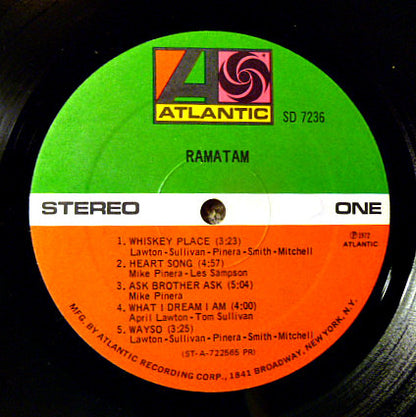 ATLANTIC
SD 7236
RAMATAM
STEREO
ONE
℗ 1972
ATLANTIC
1. WHISKEY PLACE (3:23)
Lawton-Sullivan-Pinera-Smith-Mitchell
2. HEART SONG (4:57)
Mike Pinera-Les Sampson
3. ASK BROTHER ASK (5:04)
Mike Pinera
4. WHAT I DREAM I AM (4:00)
April Lawton-Tom Sullivan
5. WAYSO (3:25)
Lawton-Sullivan-Pinera-Smith-Mitchell
(ST-A-722565 PR)
MFG. BY ATLANTIC RECORDING CORP., 1841 BROADWAY, NEW YORK, N.Y.